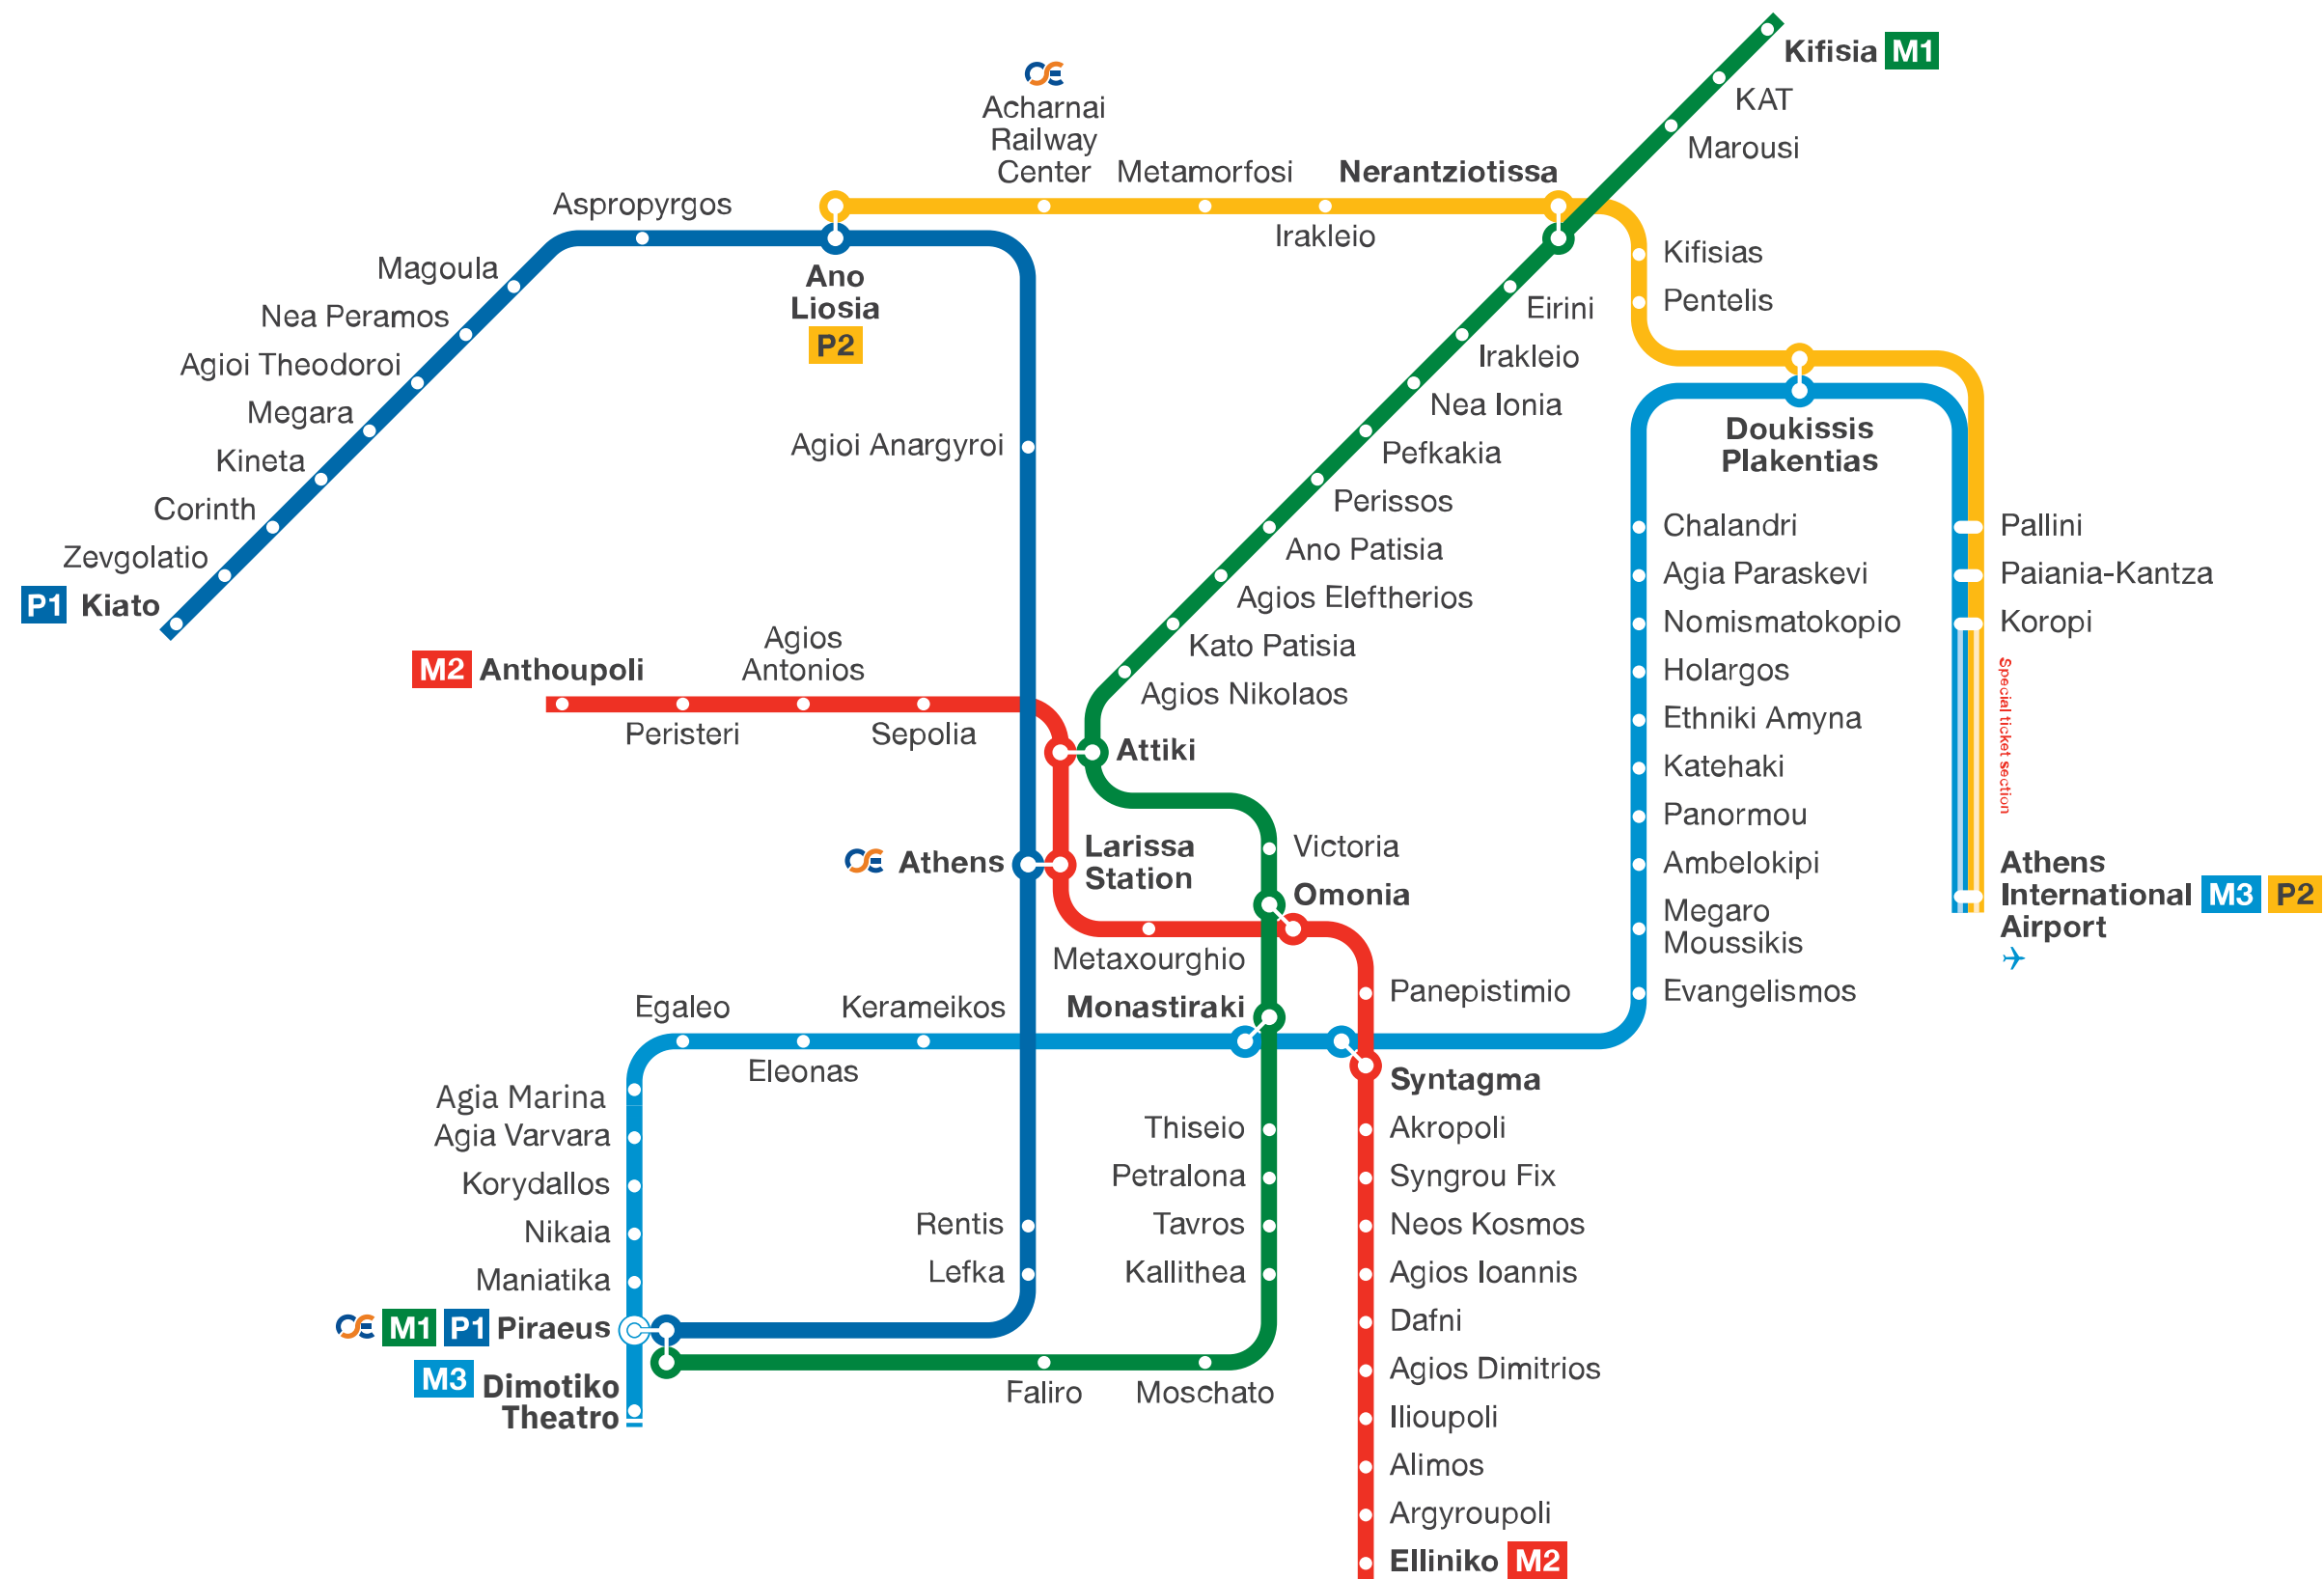 Kifisia M1
KAT
Marousi
Acharnai
Railway
Center
Metamorfosi
Nerantziotissa
Irakleio
Aspropyrgos
Magoula
Nea Peramos
Agioi Theodoroi
Megara
Kineta
Corinth
Zevgolatio
P1 Kiato
Ano
Liosia
P2
Agioi Anargyroi
Kifisias
Pentelis
Eirini
Irakleio
Nea Ionia
Pefkakia
Perissos
Ano Patisia
Agios Eleftherios
Kato Patisia
Agios Nikolaos
Doukissis
Plakentias
Chalandri
Agia Paraskevi
Nomismatokopio
Holargos
Ethniki Amyna
Katehaki
Panormou
Ambelokipi
Megaro
Moussikis
Evangelismos
Pallini
Paiania-Kantza
Koropi
Special ticket section
Athens
International M3 P2
Airport
M2 Anthoupoli
Peristeri
Agios
Antonios
Sepolia
Attiki
OSE Athens
Larissa
Station
Victoria
Omonia
Metaxourghio
Monastiraki
Panepistimio
Syntagma
Egaleo
Eleonas
Kerameikos
Agia Marina
Agia Varvara
Korydallos
Nikaia
Maniatika
OSE M1 P1 Piraeus
M3 Dimotiko
Theatro
Rentis
Lefka
Thiseio
Petralona
Tavros
Kallithea
Faliro
Moschato
Akropoli
Syngrou Fix
Neos Kosmos
Agios Ioannis
Dafni
Agios Dimitrios
Ilioupoli
Alimos
Argyroupoli
Elliniko M2